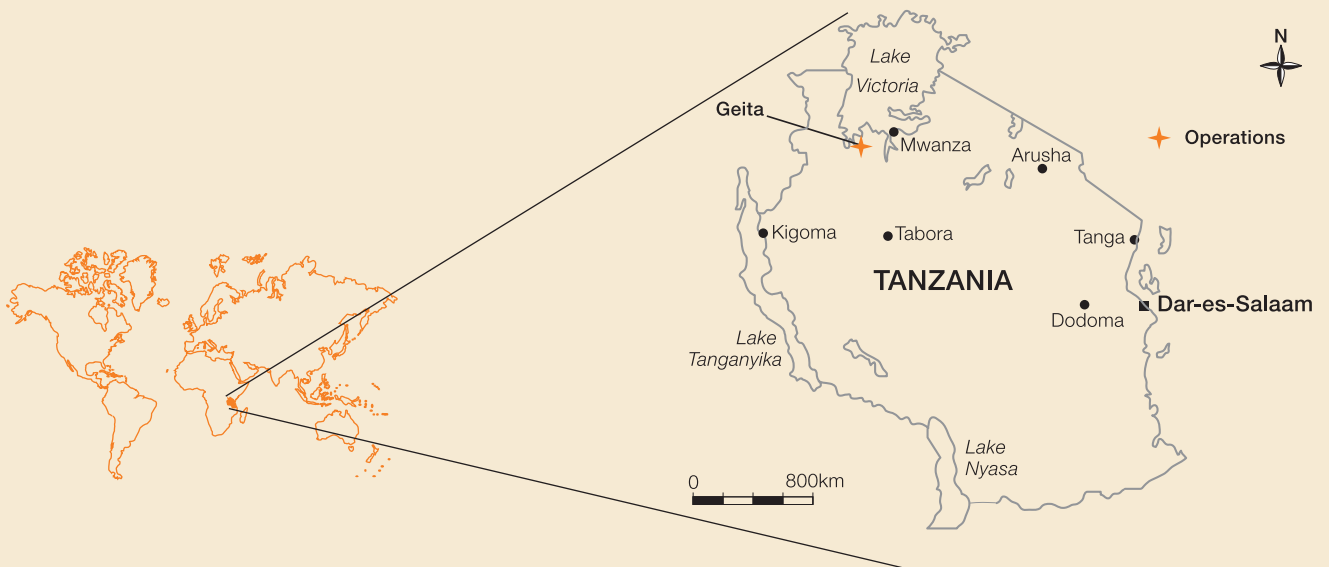 N
Lake
Victoria
Geita
Operations
Mwanza
Arusha
Kigoma
Tabora
Tanga
TANZANIA
Dar-es-Salaam
Dodoma
Lake
Tanganyika
Lake
Nyasa
0 800km